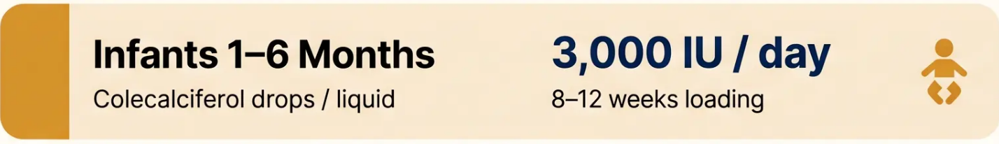 Infants 1–6 Months
Colecalciferol drops / liquid
3,000 IU / day
8–12 weeks loading